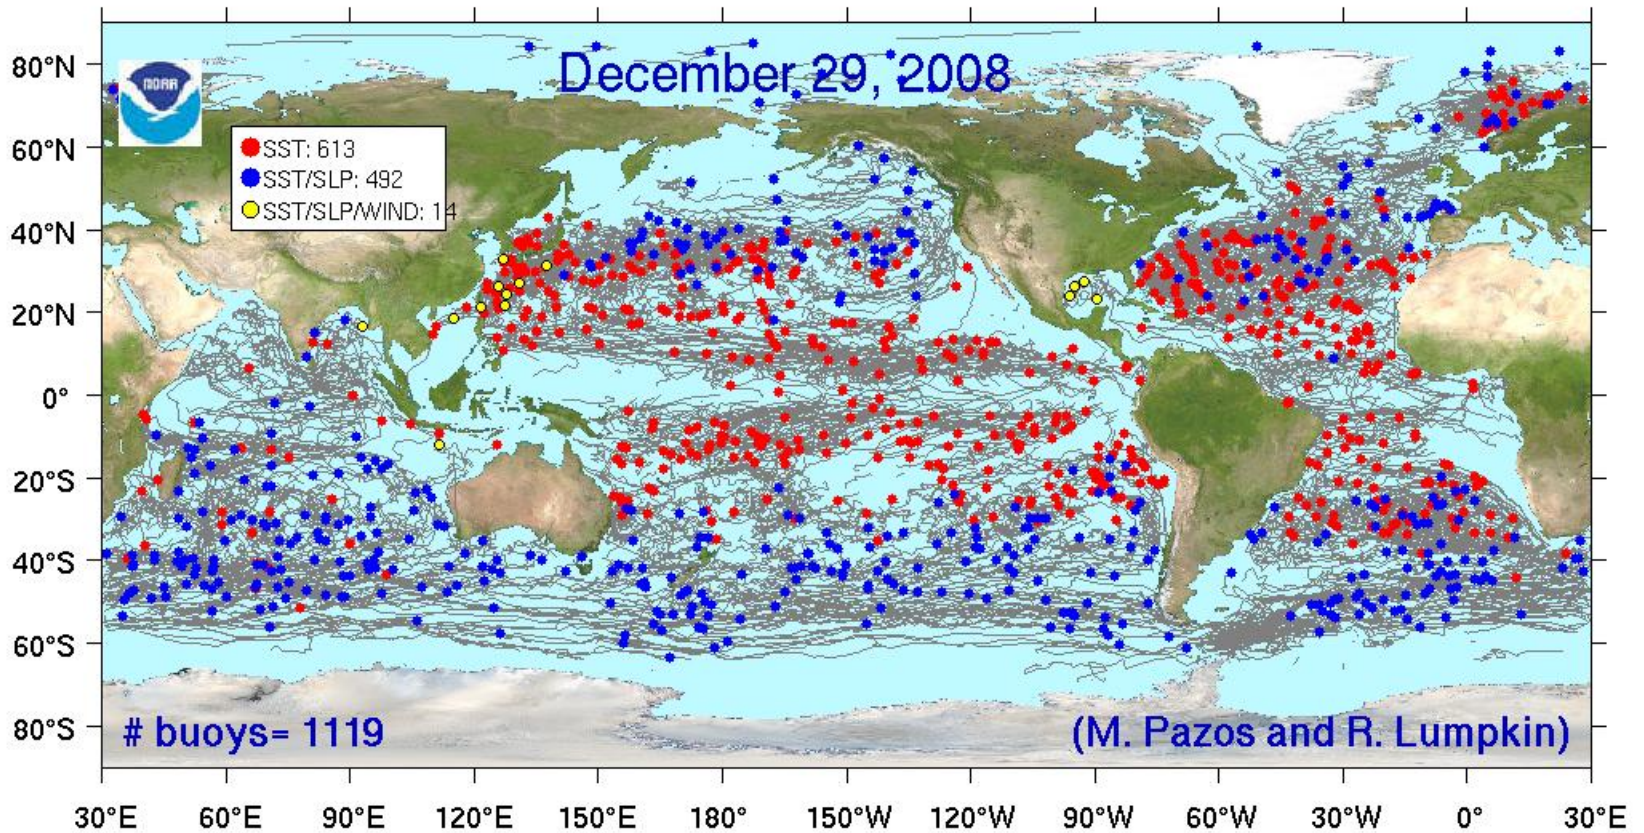 December 29, 2008
80°N
NOAA
60°N
SST: 613
SST/SLP: 492
SST/SLP/WIND: 14
40°N
20°N
0°
20°S
40°S
60°S
80°S
# buoys= 1119
(M. Pazos and R. Lumpkin)
30°E 60°E 90°E 120°E 150°E 180° 150°W 120°W 90°W 60°W 30°W 0° 30°E